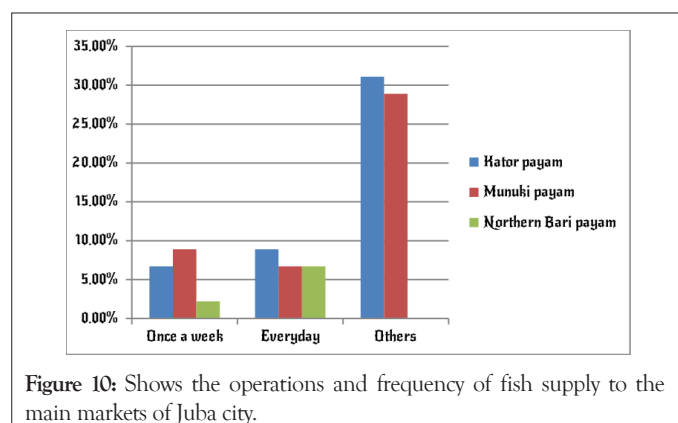 35.00%
30.00%
25.00%
20.00%
15.00%
10.00%
5.00%
0.00%
Once a week Everyday Others
Kator payam
Munuki payam
Northern Bari payam
Figure 10: Shows the operations and frequency of fish supply to the
main markets of Juba city.